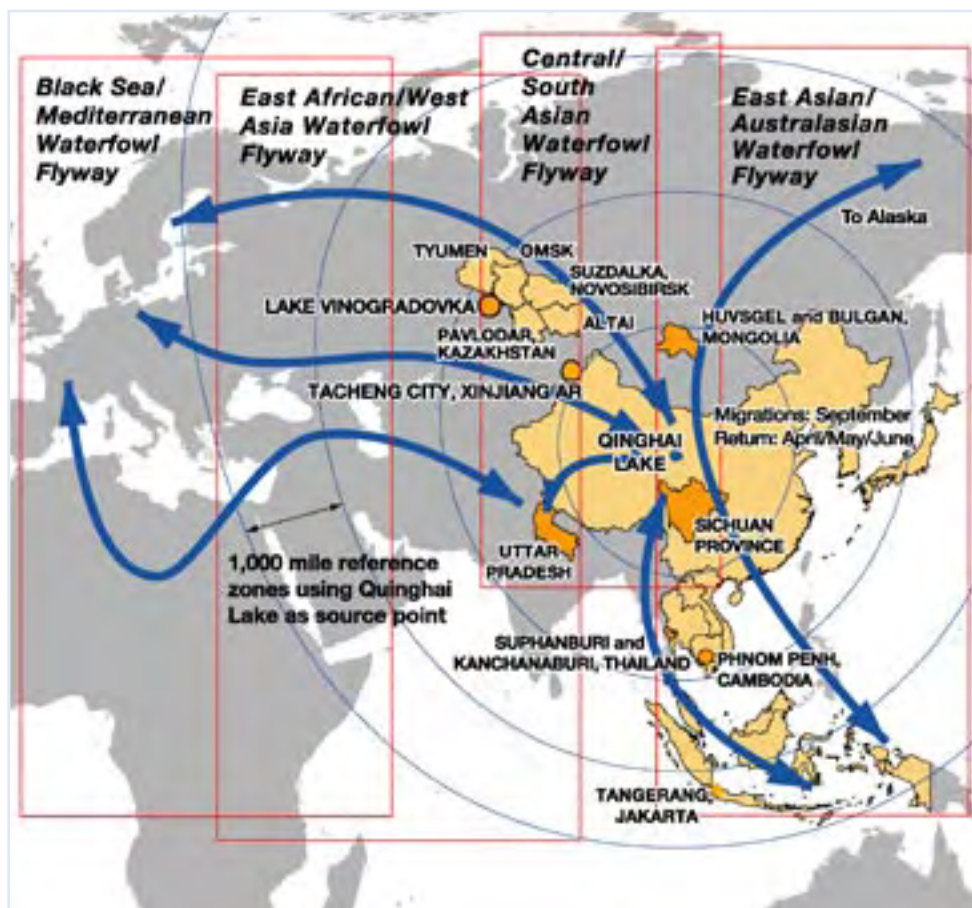 Black Sea/
Mediterranean
Waterfowl
Flyway
East African/West
Asia Waterfowl
Flyway
Central/
South
Asian
Waterfowl
Flyway
East Asian/
Australasian
Waterfowl
Flyway
To Alaska
TYUMEN
OMSK
SUZDALKA,
NOVOSIBIRSK
LAKE VINOGRADOVKA
ALTAI
PAVLODAR,
KAZAKHSTAN
HUVSGEL and BULGAN,
MONGOLIA
TACHENG CITY, XINJIANG/AR
Migrations: September
Return: April/May/June
QINGHAI
LAKE
SICHUAN
PROVINCE
UTTAR
PRADESH
1,000 mile reference
zones using Quinghai
Lake as source point
SUPHANBURI and
KANCHANABURI, THAILAND
PHNOM PENH,
CAMBODIA
TANGERANG,
JAKARTA